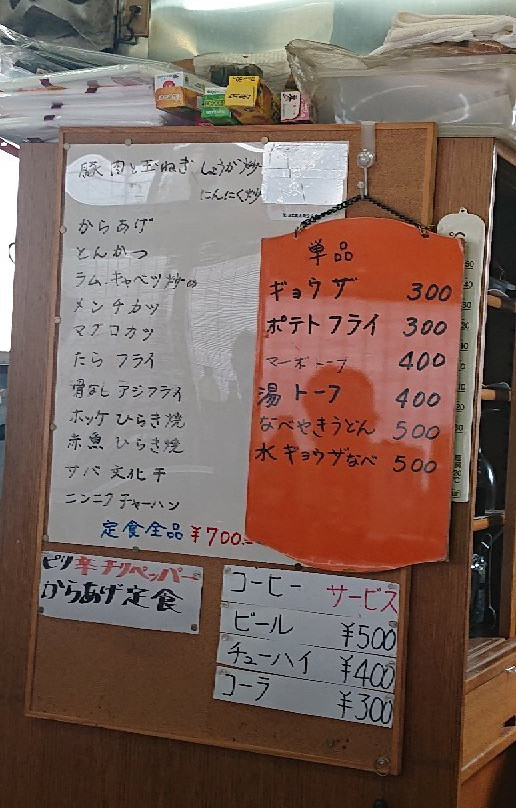 豚肉と玉ねぎ しょうが炒
にんにく炒
からあげ
とんかつ
ラム.キャベツ炒め
メンチカツ
マグロカツ
たらフライ
骨なしアジフライ
ホッケひらき焼
赤魚ひらき焼
サバ文化干
ニンニクチャーハン
定食全品 ¥700
単品
ギョウザ 300
ポテトフライ 300
マーボトーフ 400
湯トーフ 400
なべやきうどん 500
水ギョウザなべ 500
ピリ辛チリペッパー
からあげ定食
コーヒー サービス
ビール ¥500
チューハイ ¥400
コーラ ¥300